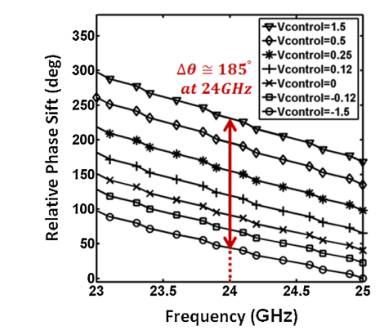 Vcontrol=1.5
Vcontrol=0.5
Vcontrol=0.25
Vcontrol=0.12
Vcontrol=0
Vcontrol=-0.12
Vcontrol=-1.5
Δθ ≅ 185°
at 24GHz
Relative Phase Sift (deg)
350
300
250
200
150
100
50
0
23 23.5 24 24.5 25
Frequency (GHz)